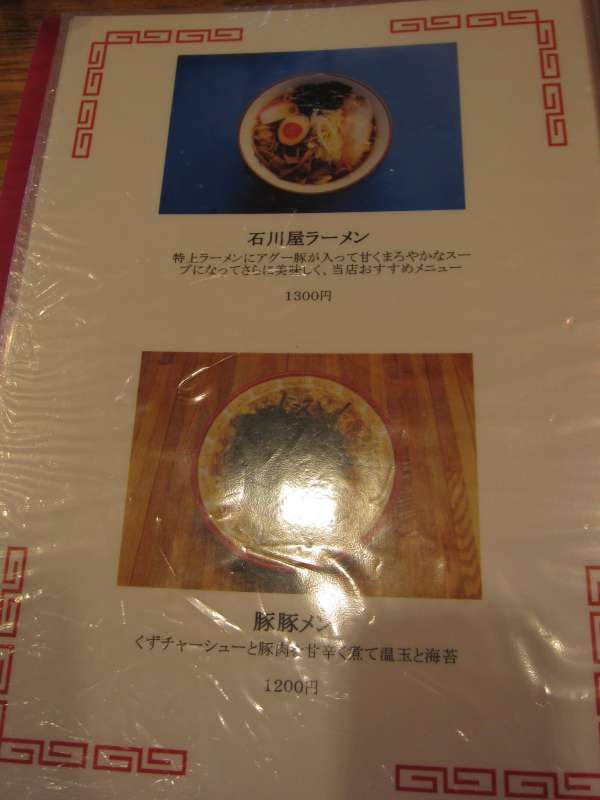 石川屋ラーメン
特上ラーメンにアグー豚が入って甘くまろやかなスー
プになってさらに美味しく、当店おすすめメニュー
1300円
豚豚メン
くずチャーシューと豚肉を甘辛く煮て温玉と海苔
1200円